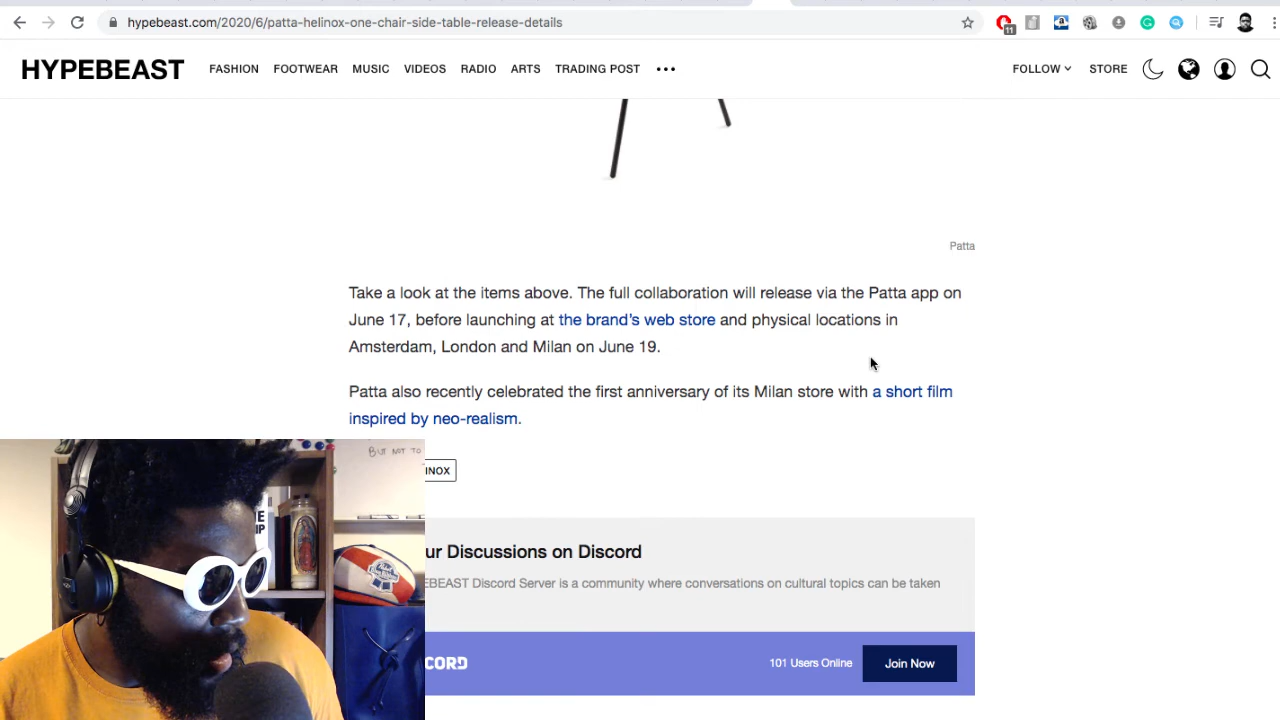 hypebeast.com/2020/6/patta-helinox-one-chair-side-table-release-details
11
HYPEBEAST FASHION FOOTWEAR MUSIC VIDEOS RADIO ARTS TRADING POST ••• FOLLOW STORE
Patta
Take a look at the items above. The full collaboration will release via the Patta app on
June 17, before launching at the brand's web store and physical locations in
Amsterdam, London and Milan on June 19.
Patta also recently celebrated the first anniversary of its Milan store with a short film
inspired by neo-realism.
BUT NOT TO
INOX
ur Discussions on Discord
EBEAST Discord Server is a community where conversations on cultural topics can be taken
CORD 101 Users Online Join Now